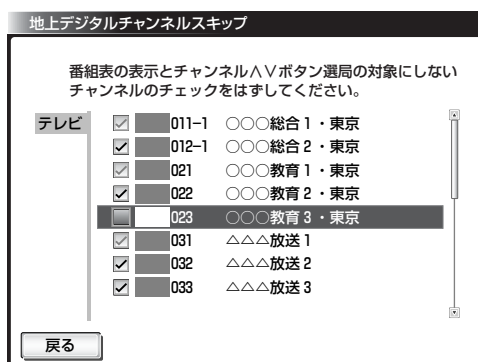 地上デジタルチャンネルスキップ
番組表の表示とチャンネル∧∨ボタン選局の対象にしない
チャンネルのチェックをはずしてください。
テレビ
011-1 ○○○総合1・東京
012-1 ○○○総合2・東京
021 ○○○教育1・東京
022 ○○○教育2・東京
023 ○○○教育3・東京
031 △△△放送1
032 △△△放送2
033 △△△放送3
戻る